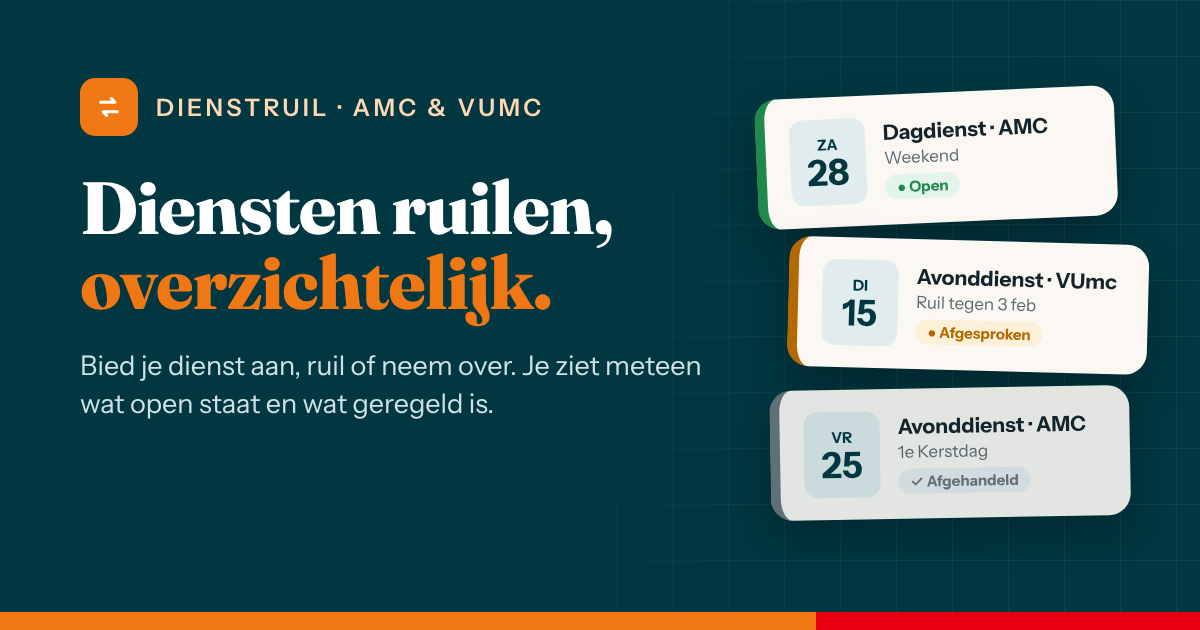 DIENSTRUIL · AMC & VUMC
Diensten ruilen,
overzichtelijk.
Bied je dienst aan, ruil of neem over. Je ziet meteen
wat open staat en wat geregeld is.
ZA
28
Dagdienst · AMC
Weekend
● Open
DI
15
Avonddienst · VUmc
Ruil tegen 3 feb
● Afgesproken
VR
25
Avonddienst · AMC
1e Kerstdag
✓ Afgehandeld